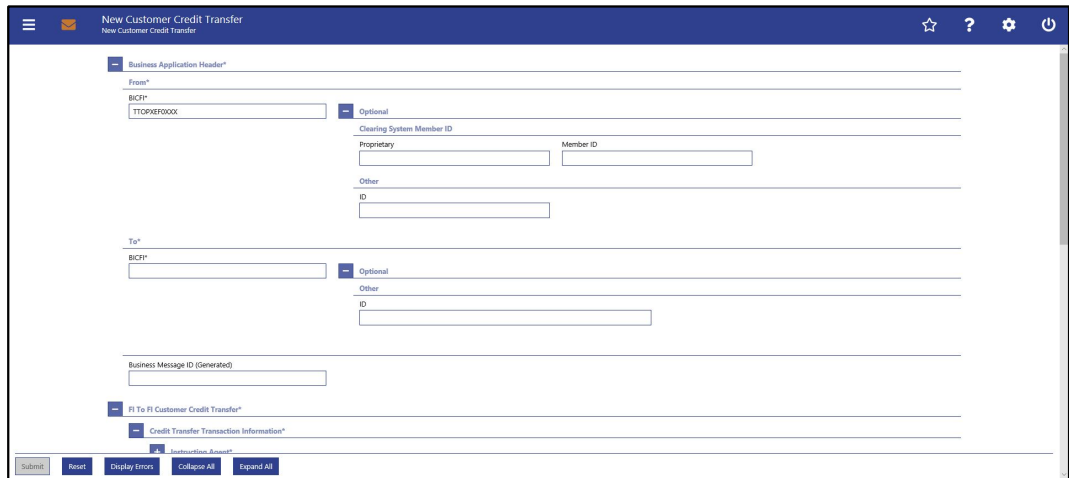 New Customer Credit Transfer
New Customer Credit Transfer
Business Application Header*
From*
BICFI*
TTOPXEF0XXX
Optional
Clearing System Member ID
Proprietary Member ID
Other
ID
To*
BICFI*
Optional
Other
ID
Business Message ID (Generated)
FI To FI Customer Credit Transfer*
Credit Transfer Transaction Information*
Instructing Agent*
Submit Reset Display Errors Collapse All Expand All